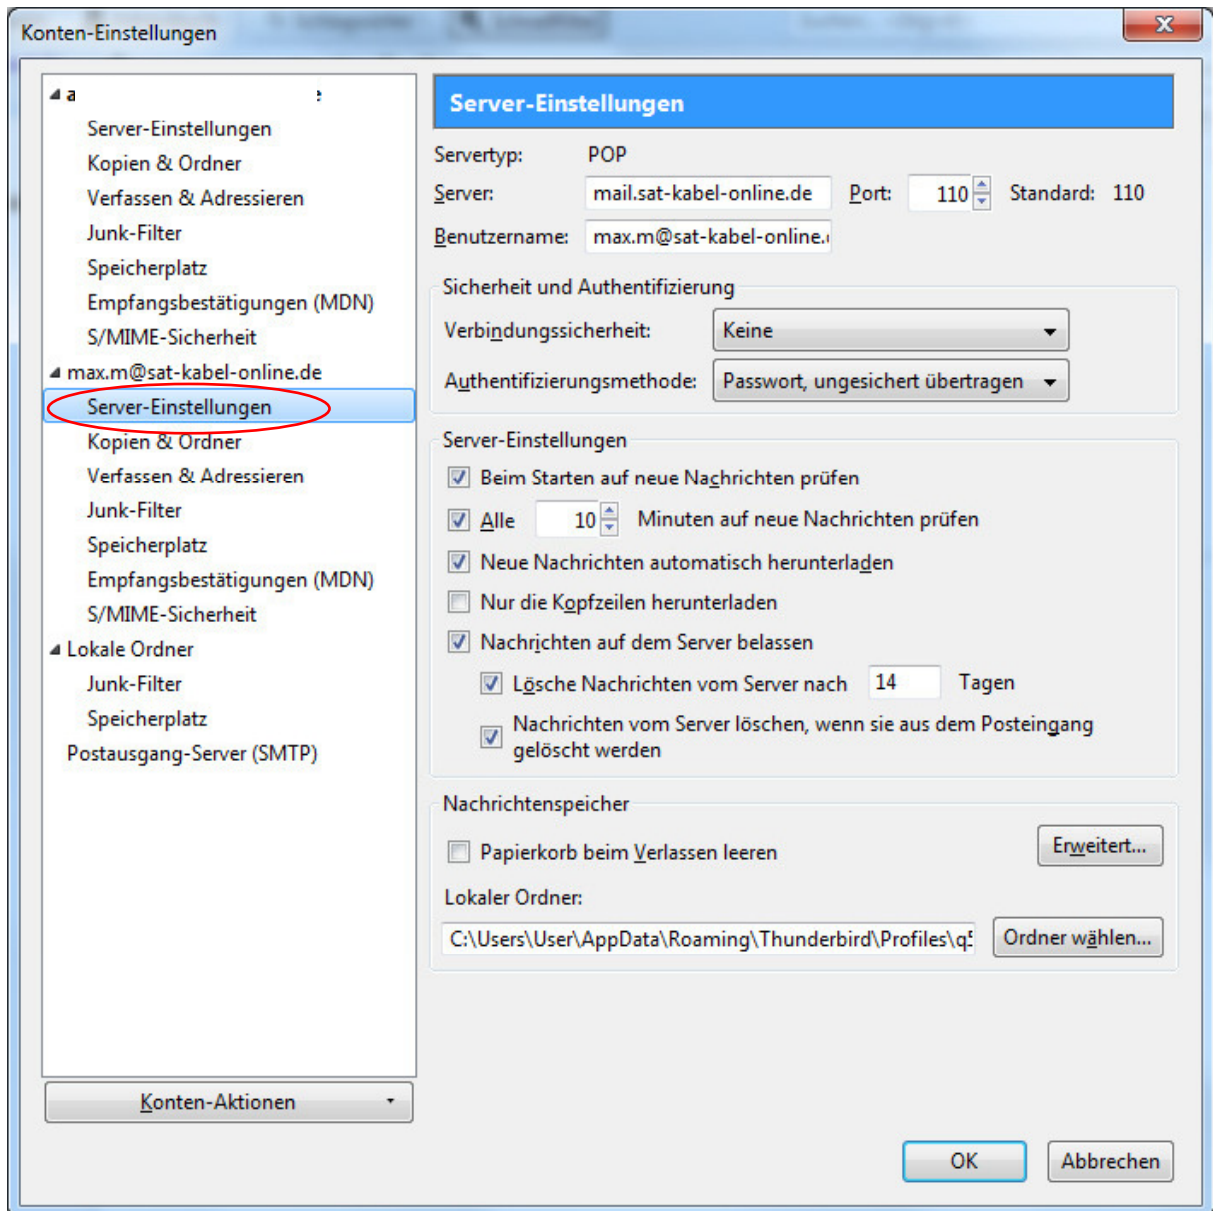 Konten-Einstellungen
a
Server-Einstellungen
Kopien & Ordner
Verfassen & Adressieren
Junk-Filter
Speicherplatz
Empfangsbestätigungen (MDN)
S/MIME-Sicherheit
max.m@sat-kabel-online.de
Server-Einstellungen
Kopien & Ordner
Verfassen & Adressieren
Junk-Filter
Speicherplatz
Empfangsbestätigungen (MDN)
S/MIME-Sicherheit
Lokale Ordner
Junk-Filter
Speicherplatz
Postausgang-Server (SMTP)
Konten-Aktionen
Server-Einstellungen
Servertyp: POP
Server: mail.sat-kabel-online.de Port: 110 Standard: 110
Benutzername: max.m@sat-kabel-online.
Sicherheit und Authentifizierung
Verbindungssicherheit: Keine
Authentifizierungsmethode: Passwort, ungesichert übertragen
Server-Einstellungen
Beim Starten auf neue Nachrichten prüfen
Alle 10 Minuten auf neue Nachrichten prüfen
Neue Nachrichten automatisch herunterladen
Nur die Kopfzeilen herunterladen
Nachrichten auf dem Server belassen
Lösche Nachrichten vom Server nach 14 Tagen
Nachrichten vom Server löschen, wenn sie aus dem Posteingang
gelöscht werden
Nachrichtenspeicher
Papierkorb beim Verlassen leeren
Erweitert...
Lokaler Ordner:
C:\Users\User\AppData\Roaming\Thunderbird\Profiles\q5 Ordner wählen...
OK Abbrechen